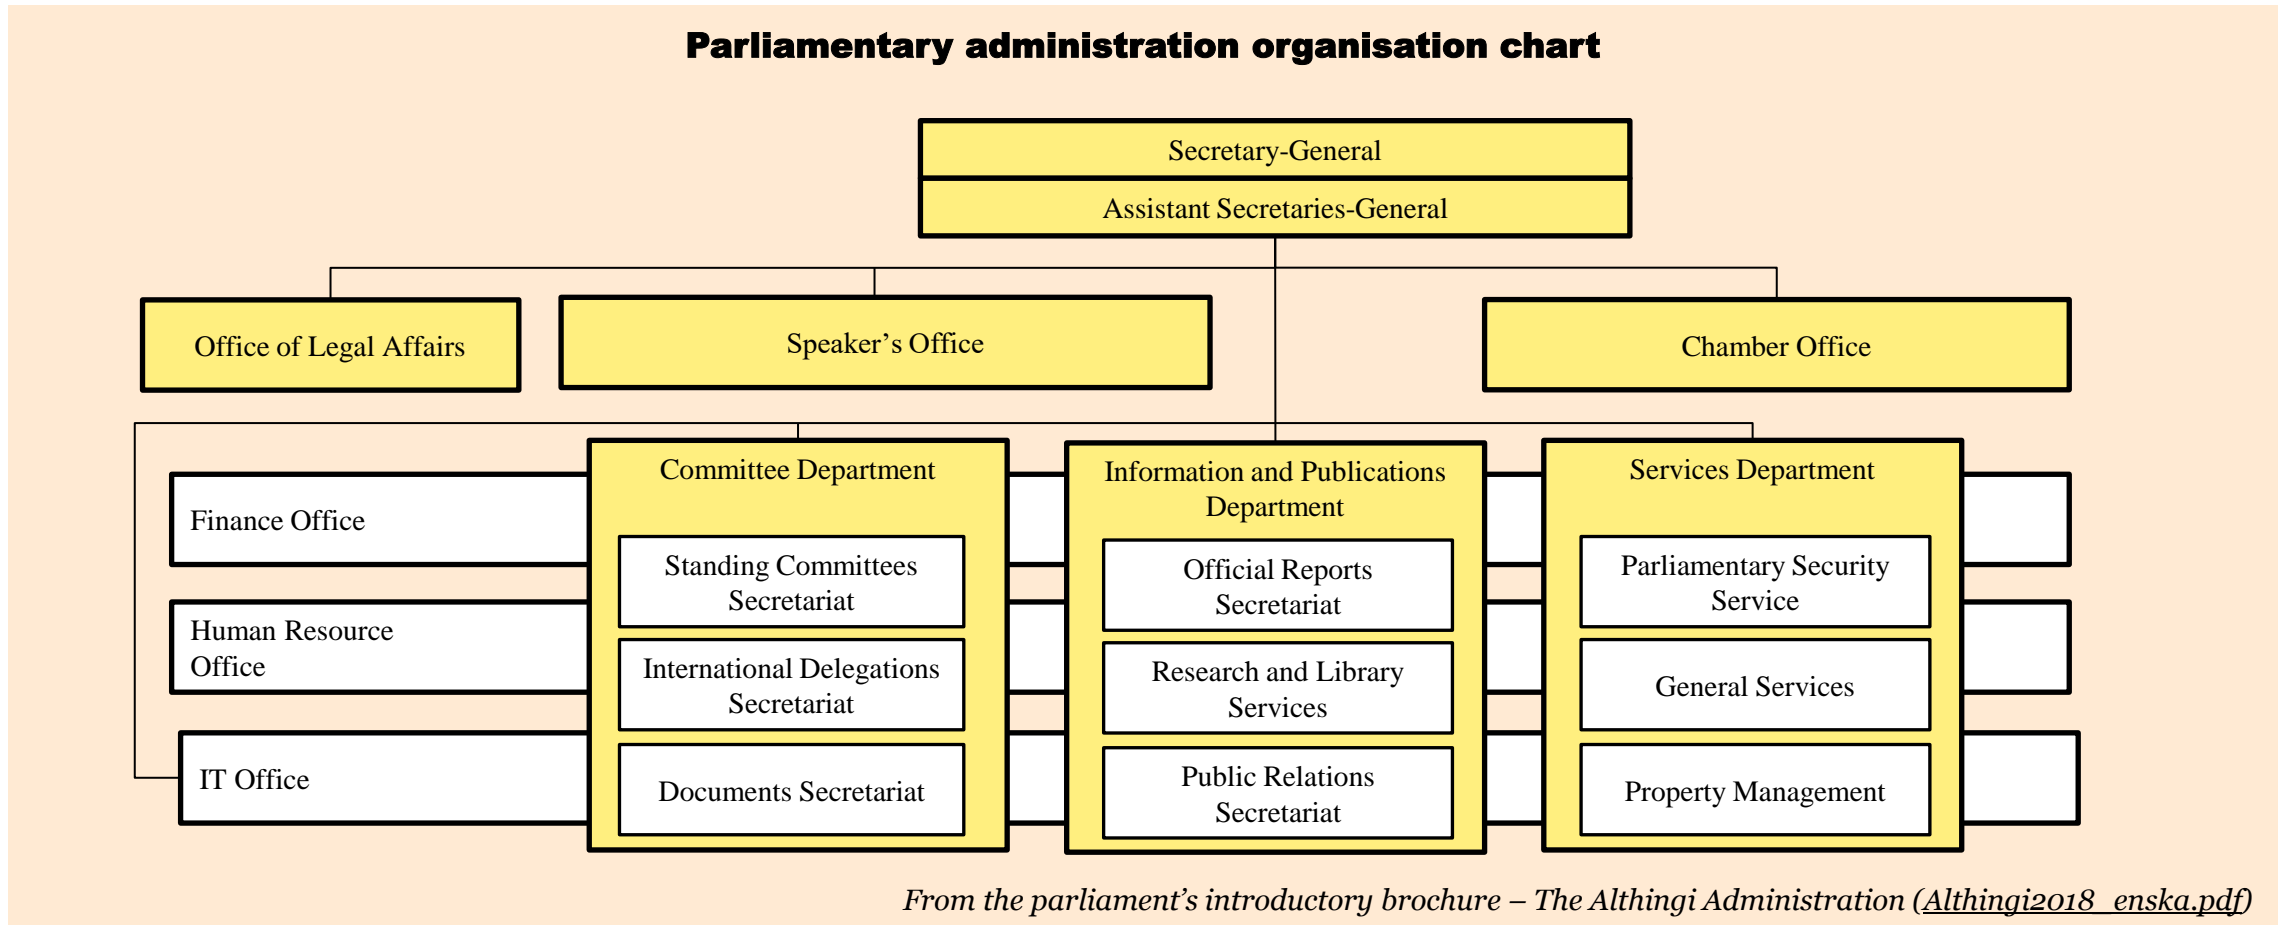 Parliamentary administration organisation chart
Secretary-General
Assistant Secretaries-General
Office of Legal Affairs
Speaker’s Office
Chamber Office
Finance Office
Human Resource
Office
IT Office
Committee Department
Standing Committees
Secretariat
International Delegations
Secretariat
Documents Secretariat
Information and Publications
Department
Official Reports
Secretariat
Research and Library
Services
Public Relations
Secretariat
Services Department
Parliamentary Security
Service
General Services
Property Management
From the parliament’s introductory brochure – The Althingi Administration (Althingi2018_enska.pdf)